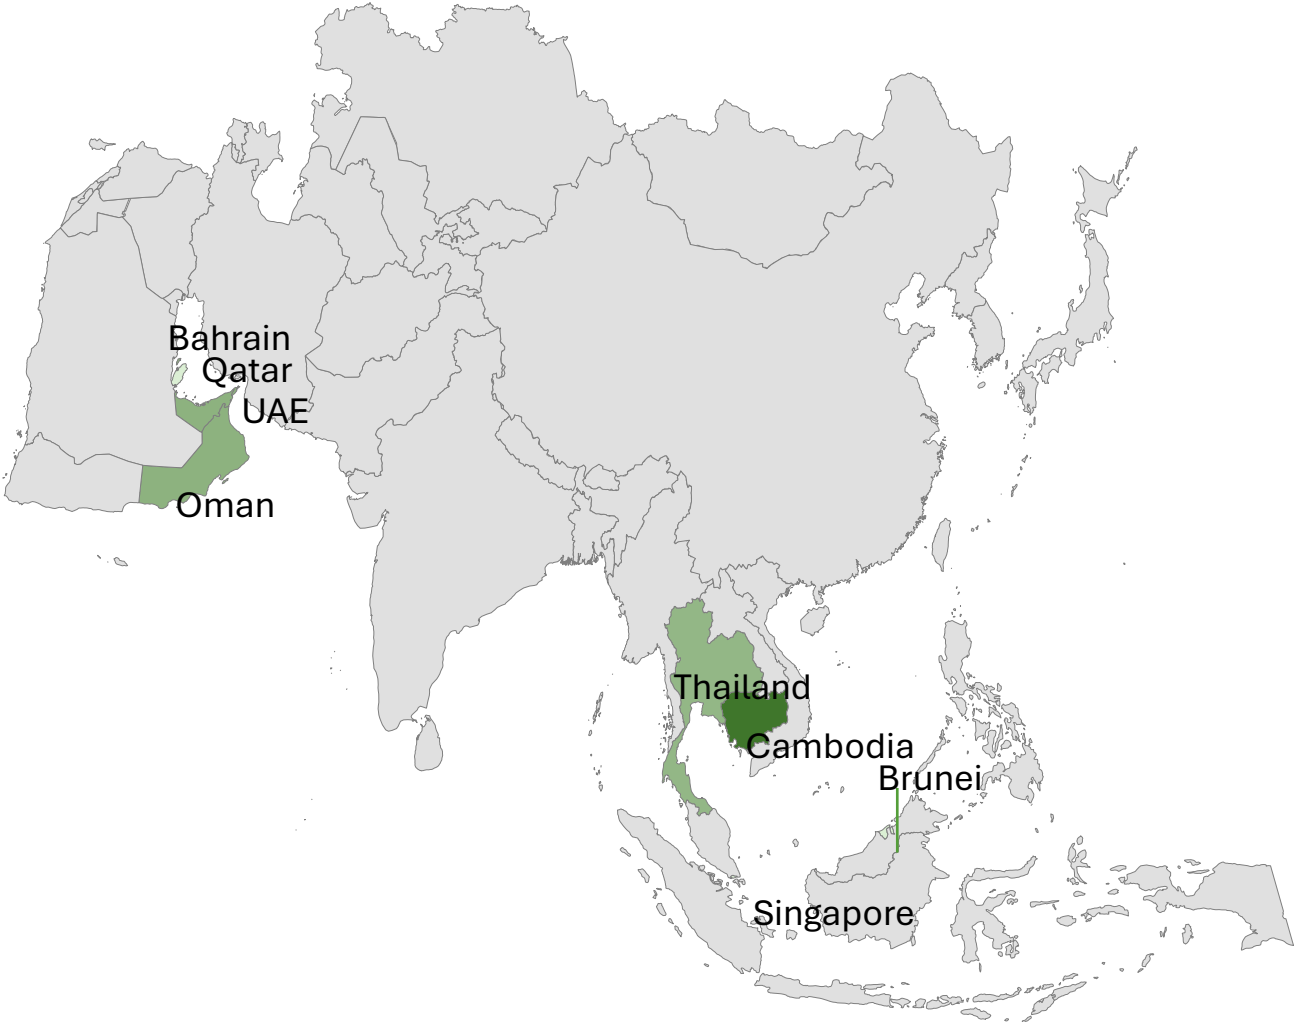 Bahrain
Qatar
UAE
Oman
Thailand
Cambodia
Brunei
Singapore